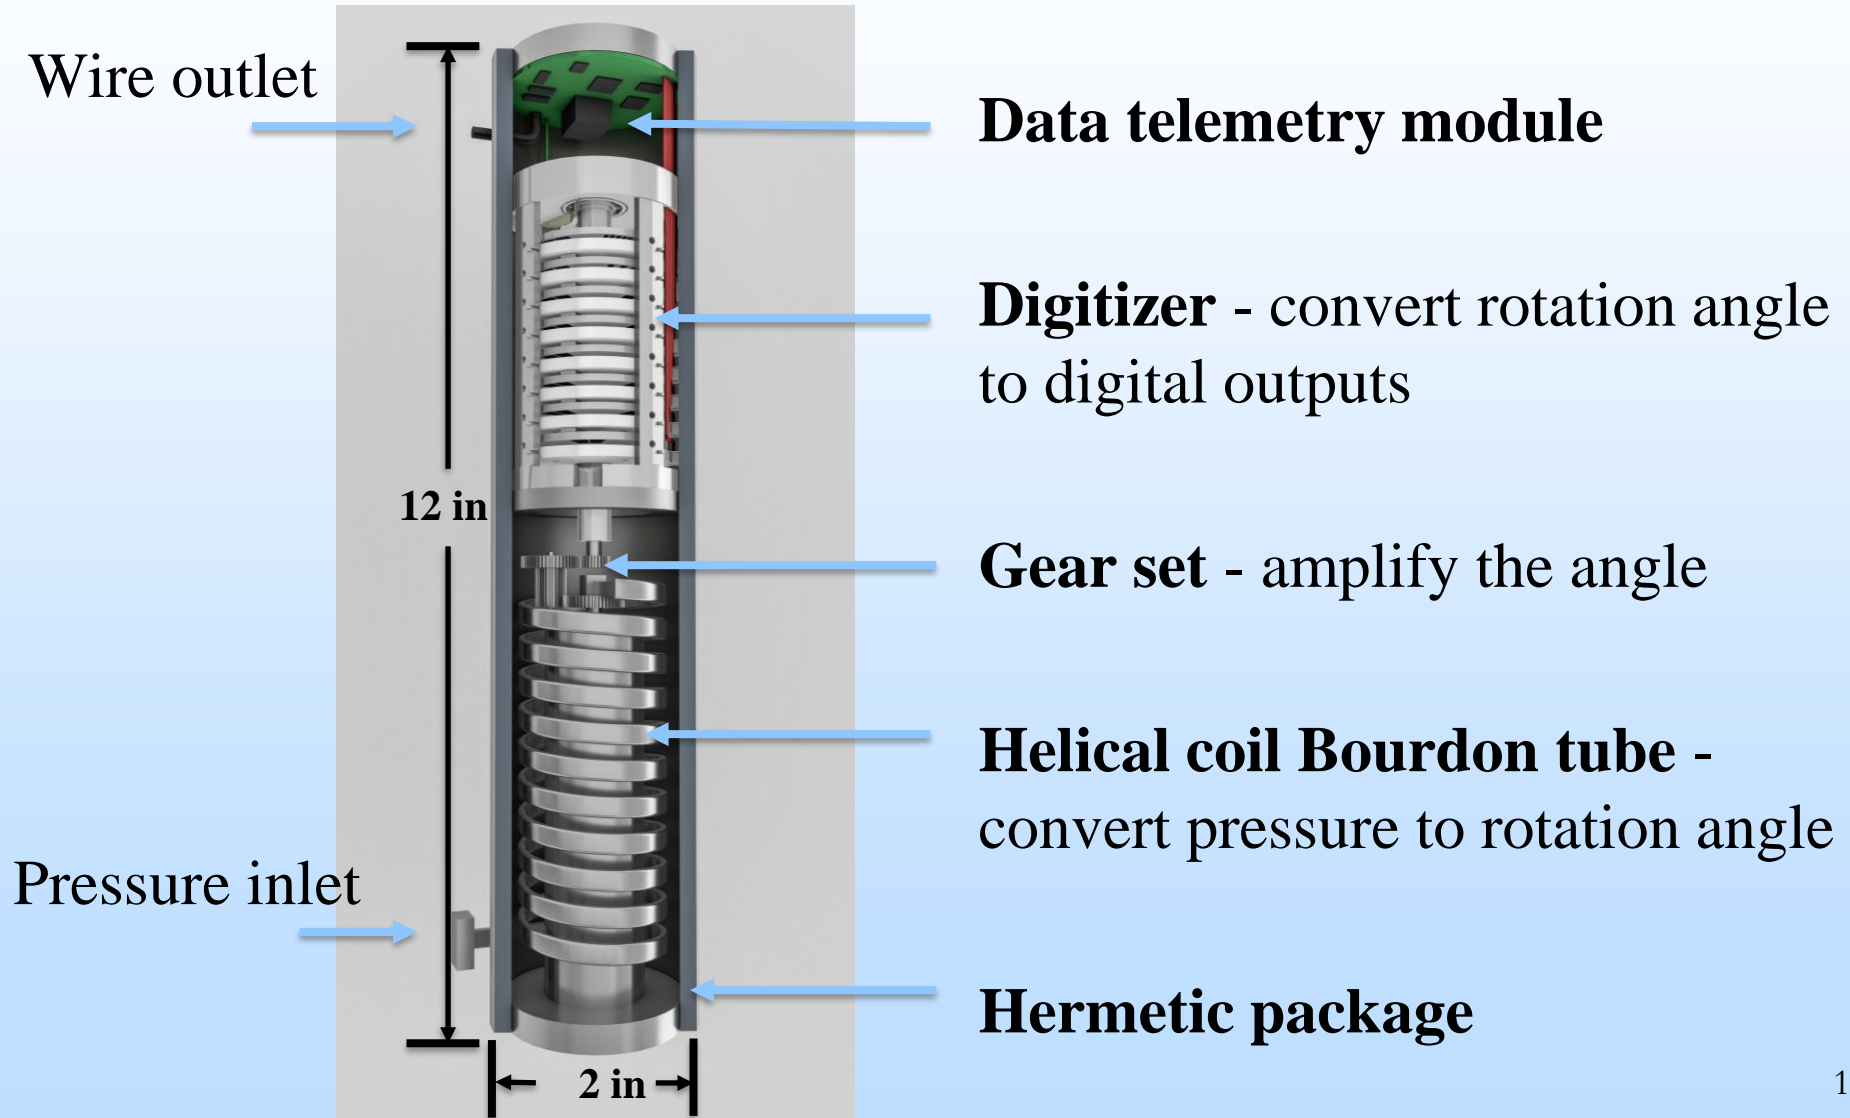 Wire outlet
Data telemetry module
Digitizer - convert rotation angle
to digital outputs
12 in
Gear set - amplify the angle
Helical coil Bourdon tube -
convert pressure to rotation angle
Pressure inlet
Hermetic package
2 in
1